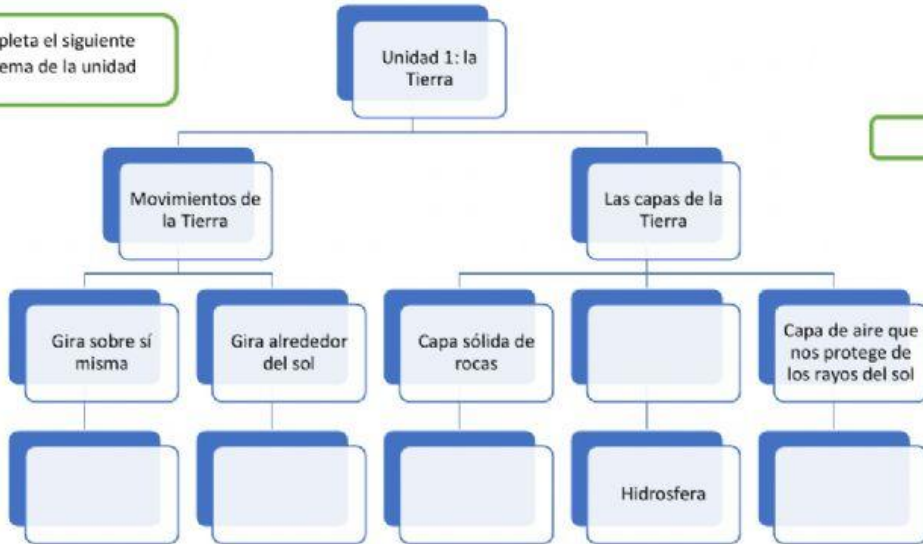 pleta el siguiente
ema de la unidad
Unidad 1: la
Tierra
Movimientos de
la Tierra
Las capas de la
Tierra
Gira sobre sí
misma
Gira alrededor
del sol
Capa sólida de
rocas
Capa de aire que
nos protege de
los rayos del sol
Hidrosfera